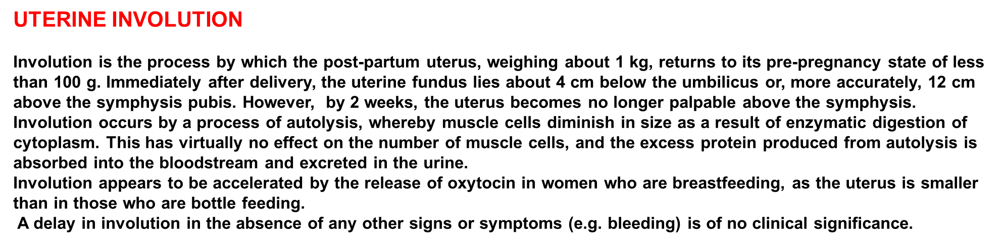 UTERINE INVOLUTION
Involution is the process by which the post-partum uterus, weighing about 1 kg, returns to its pre-pregnancy state of less
than 100 g. Immediately after delivery, the uterine fundus lies about 4 cm below the umbilicus or, more accurately, 12 cm
above the symphysis pubis. However,  by 2 weeks, the uterus becomes no longer palpable above the symphysis.
Involution occurs by a process of autolysis, whereby muscle cells diminish in size as a result of enzymatic digestion of
cytoplasm. This has virtually no effect on the number of muscle cells, and the excess protein produced from autolysis is
absorbed into the bloodstream and excreted in the urine.
Involution appears to be accelerated by the release of oxytocin in women who are breastfeeding, as the uterus is smaller
than in those who are bottle feeding.
A delay in involution in the absence of any other signs or symptoms (e.g. bleeding) is of no clinical significance.